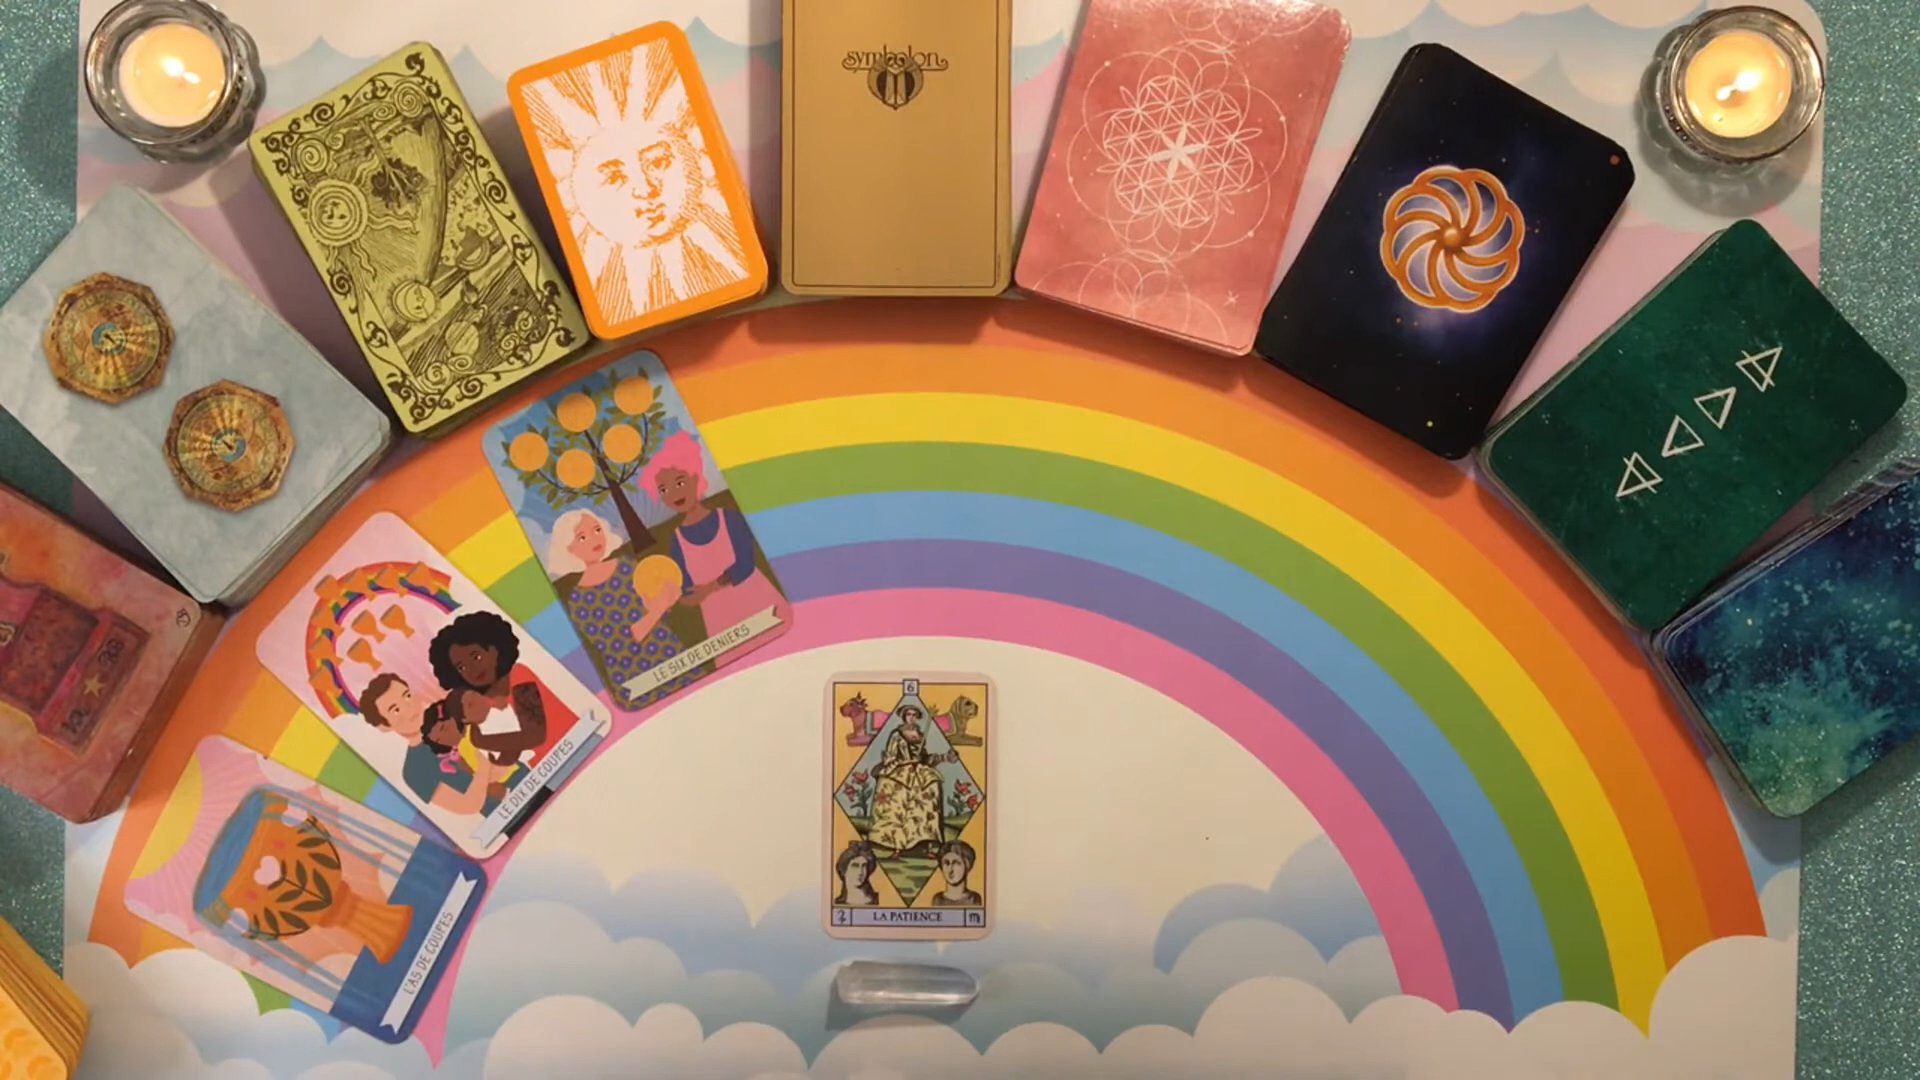 symbolon
LE SIX DE DENIERS
LE DIX DE COUPES
L'AS DE COUPES
6
LA PATIENCE